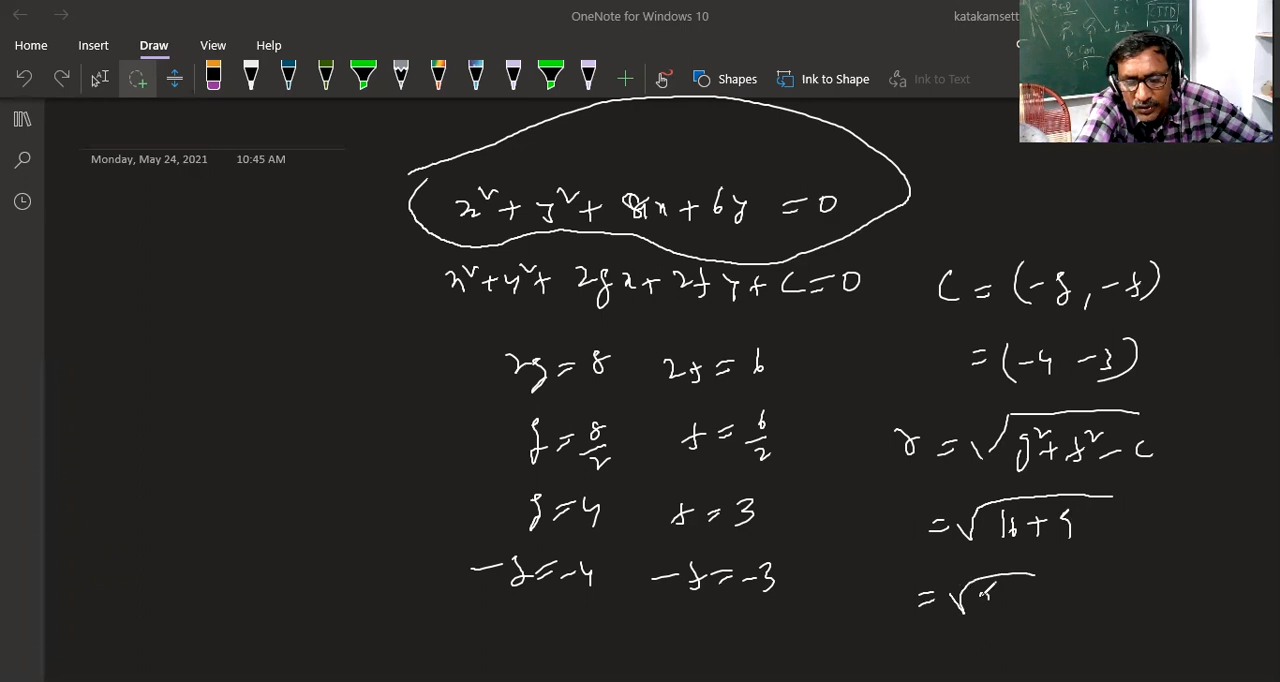 OneNote for Windows 10
katakamsett
Home Insert Draw View Help
Shapes Ink to Shape Ink to Text
Monday, May 24, 2021 10:45 AM
x² + y² + 8x + 6y = 0
x² + y² + 2gx + 2fy + C = 0
2g = 8 2f = 6
g = 8/2 f = 6/2
g = 4 f = 3
-g = -4 -f = -3
C = (-g, -f)
= (-4 -3)
r = √(g² + f² - c)
= √(16 + 9)
= √